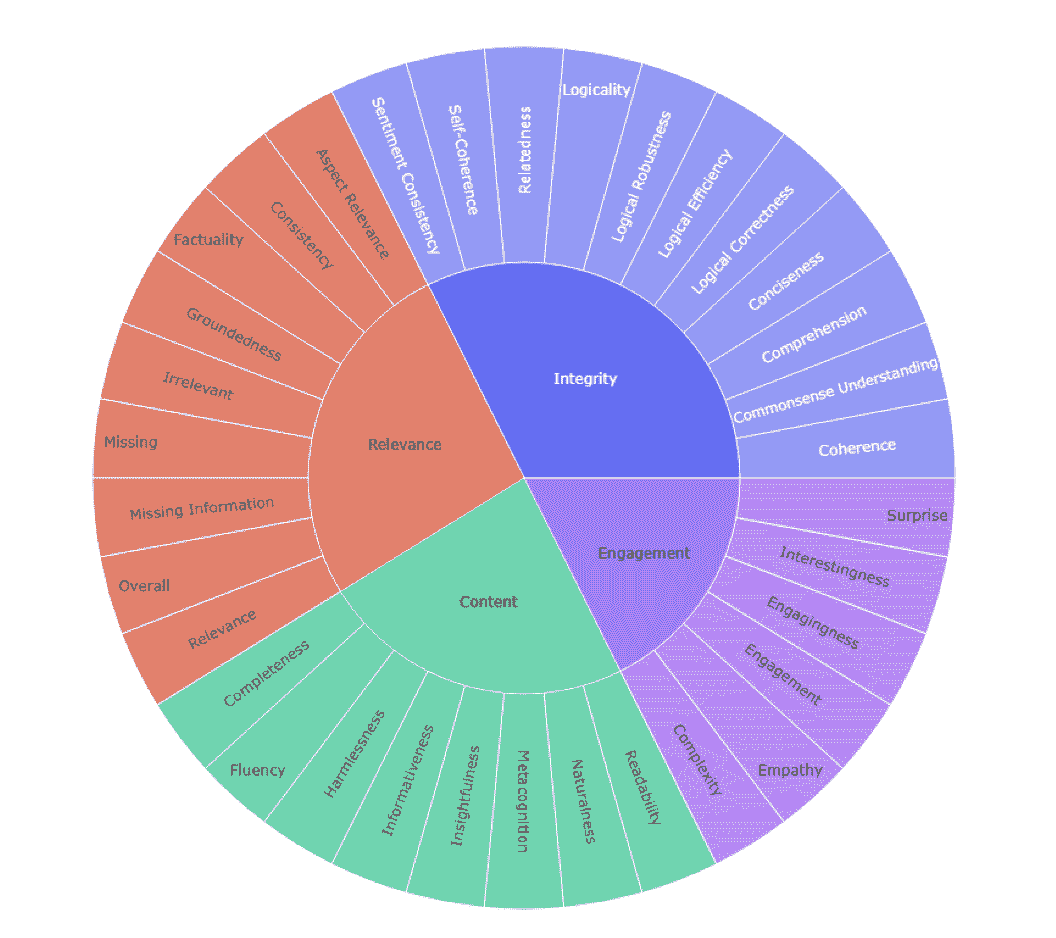 Integrity
Sentiment Consistency
Self-Coherence
Relatedness
Logicality
Logical Robustness
Logical Efficiency
Logical Correctness
Conciseness
Comprehension
Commonsense Understanding
Coherence
Engagement
Surprise
Interestingness
Engagingness
Engagement
Empathy
Complexity
Content
Readability
Naturalness
Metacognition
Insightfulness
Informativeness
Harmlessness
Fluency
Completeness
Relevance
Relevance
Overall
Missing Information
Missing
Irrelevant
Groundedness
Factuality
Consistency
Aspect Relevance